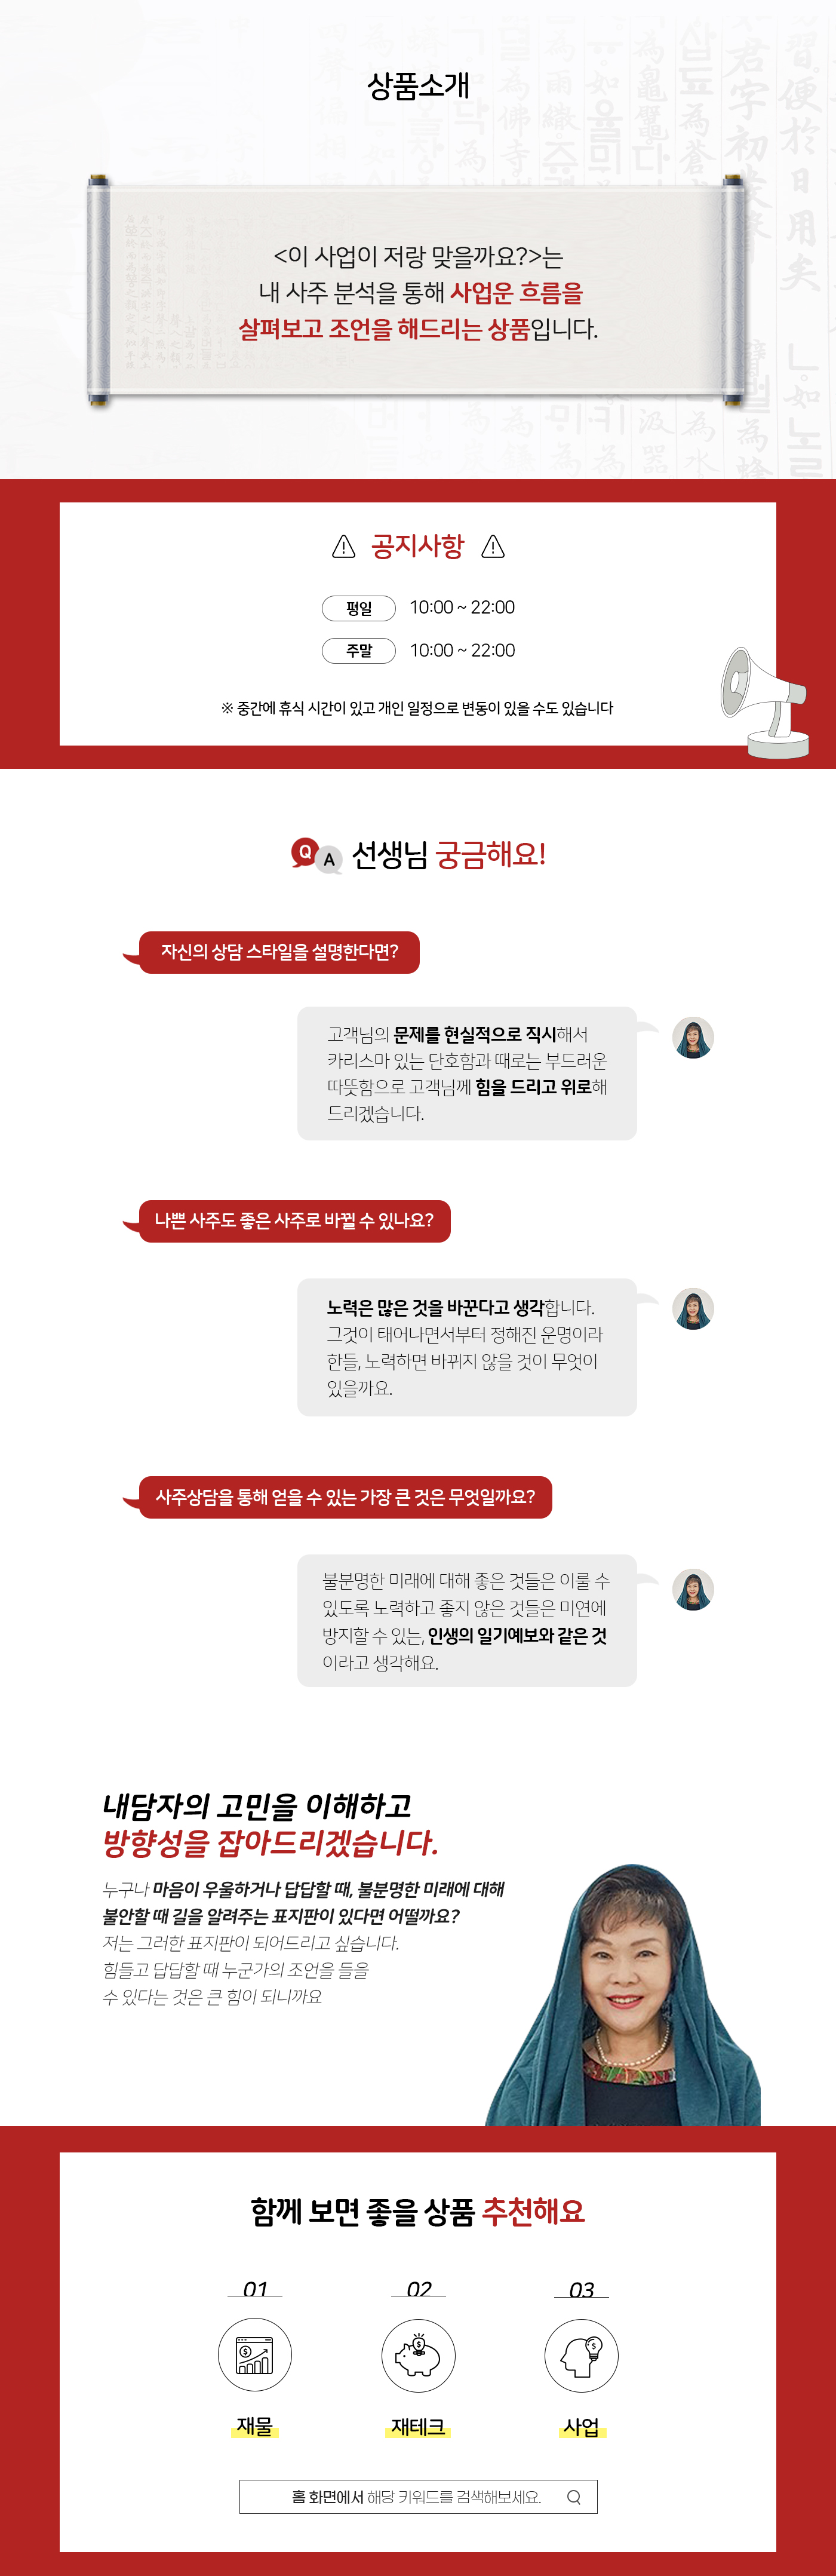 상품소개
<이 사업이 저랑 맞을까요?>는
내 사주 분석을 통해 사업운 흐름을
살펴보고 조언을 해드리는 상품입니다.
공지사항
평일 10:00 ~ 22:00
주말 10:00 ~ 22:00
※ 중간에 휴식 시간이 있고 개인 일정으로 변동이 있을 수도 있습니다
Q A 선생님 궁금해요!
자신의 상담 스타일을 설명한다면?
고객님의 문제를 현실적으로 직시해서
카리스마 있는 단호함과 때로는 부드러운
따뜻함으로 고객님께 힘을 드리고 위로해
드리겠습니다.
나쁜 사주도 좋은 사주로 바뀔 수 있나요?
노력은 많은 것을 바꾼다고 생각합니다.
그것이 태어나면서부터 정해진 운명이라
한들, 노력하면 바뀌지 않을 것이 무엇이
있을까요.
사주상담을 통해 얻을 수 있는 가장 큰 것은 무엇일까요?
불분명한 미래에 대해 좋은 것들은 이룰 수
있도록 노력하고 좋지 않은 것들은 미연에
방지할 수 있는, 인생의 일기예보와 같은 것
이라고 생각해요.
내담자의 고민을 이해하고
방향성을 잡아드리겠습니다.
누구나 마음이 우울하거나 답답할 때, 불분명한 미래에 대해
불안할 때 길을 알려주는 표지판이 있다면 어떨까요?
저는 그러한 표지판이 되어드리고 싶습니다.
힘들고 답답할 때 누군가의 조언을 들을
수 있다는 것은 큰 힘이 되니까요
함께 보면 좋을 상품 추천해요
01 02 03
재물 재테크 사업
홈 화면에서 해당 키워드를 검색해보세요.